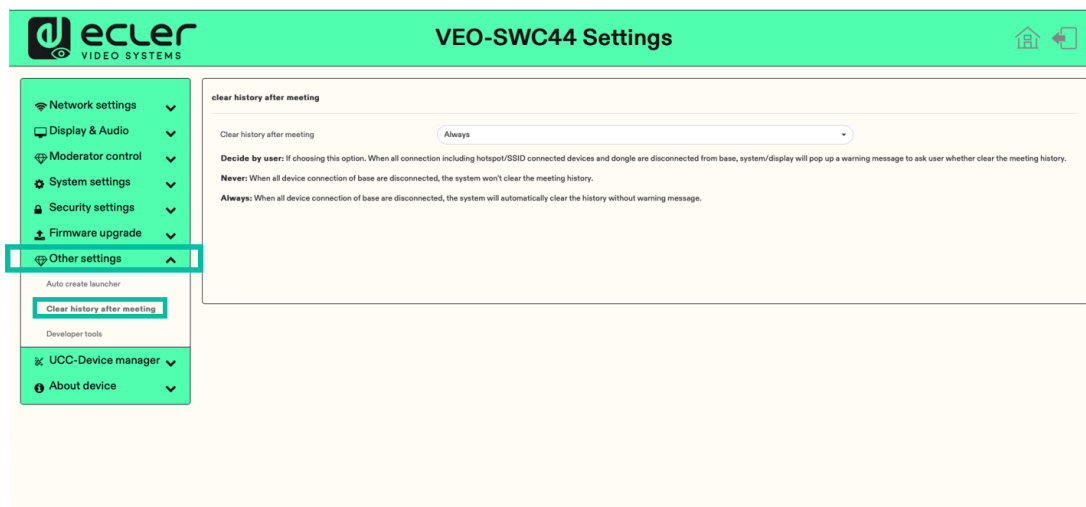 ecler
VIDEO SYSTEMS
VEO-SWC44 Settings
Network settings
Display & Audio
Moderator control
System settings
Security settings
Firmware upgrade
Other settings
Auto create launcher
Clear history after meeting
Developer tools
UCC-Device manager
About device
clear history after meeting
Clear history after meeting
Always
Decide by user: If choosing this option. When all connection including hotspot/SSID connected devices and dongle are disconnected from base, system/display will pop up a warning message to ask user whether clear the meeting history.
Never: When all device connection of base are disconnected, the system won't clear the meeting history.
Always: When all device connection of base are disconnected, the system will automatically clear the history without warning message.